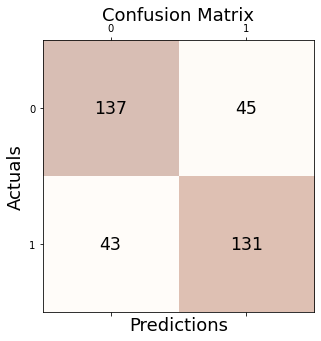 Confusion Matrix
0 1
0 137 45
Actuals
1 43 131
Predictions